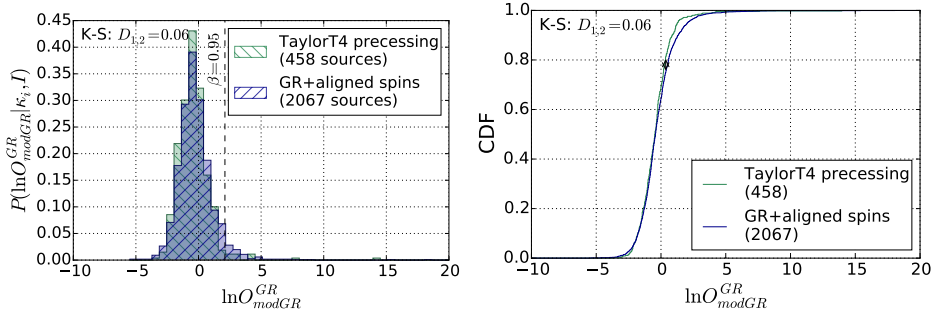 K-S: D1,2=0.06
β=0.95
TaylorT4 precessing
(458 sources)
GR+aligned spins
(2067 sources)
P(lnO^GR_modGR|κi,I)
0.45
0.40
0.35
0.30
0.25
0.20
0.15
0.10
0.05
0.00
−10 −5 0 5 10 15 20
lnO^GR_modGR
K-S: D1,2=0.06
CDF
1.0
0.8
0.6
0.4
0.2
0.0
TaylorT4 precessing
(458)
GR+aligned spins
(2067)
−10 −5 0 5 10 15 20
lnO^GR_modGR